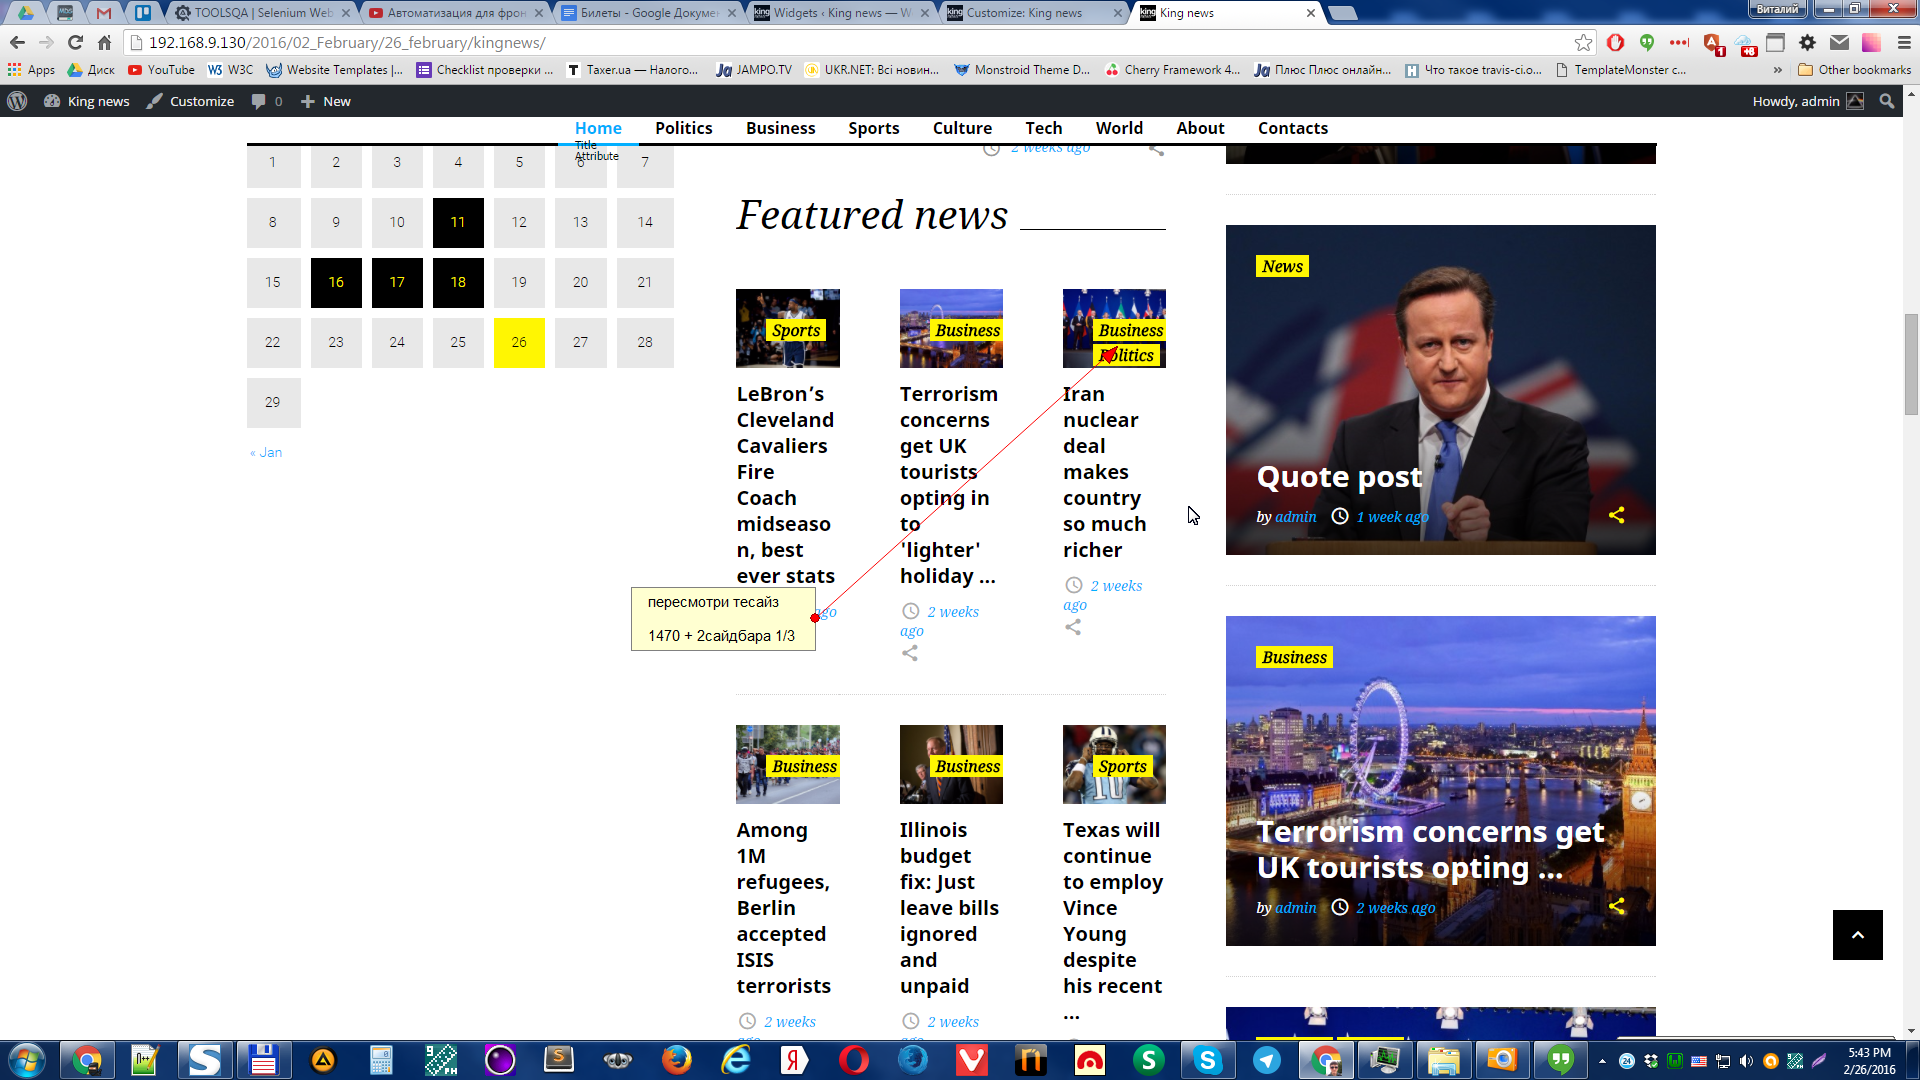 Виталий
TOOLSQA | Selenium Web
Автоматизация для фрон
Билеты - Google Докумен
Widgets ‹ King news — W
Customize: King news
King news
192.168.9.130/2016/02_February/26_february/kingnews/
Apps
Диск
YouTube
W3C
Website Templates |...
Checklist проверки ...
Taxer.ua — Налого...
JAMPO.TV
UKR.NET: Всі новин...
Monstroid Theme D...
Cherry Framework 4...
Плюс Плюс онлайн...
Что такое travis-ci.o...
TemplateMonster c...
»
Other bookmarks
King news
Customize
0
New
Howdy, admin
Home
Politics
Business
Sports
Culture
Tech
World
About
Contacts
Title
Attribute
1 2 3 4 5 6 7
8 9 10 11 12 13 14
15 16 17 18 19 20 21
22 23 24 25 26 27 28
29
« Jan
2 weeks ago
Featured news
Sports
LeBron’s
Cleveland
Cavaliers
Fire
Coach
midseaso
n, best
ever stats
ago
Business
Terrorism
concerns
get UK
tourists
opting in
to
'lighter'
holiday ...
2 weeks
ago
Business
Politics
Iran
nuclear
deal
makes
country
so much
richer
2 weeks
ago
пересмотри тесайз
1470 + 2сайдбара 1/3
Business
Among
1M
refugees,
Berlin
accepted
ISIS
terrorists
2 weeks
ago
Business
Illinois
budget
fix: Just
leave bills
ignored
and
unpaid
2 weeks
Sports
Texas will
continue
to employ
Vince
Young
despite
his recent
...
News
Quote post
by admin
1 week ago
Business
Terrorism concerns get
UK tourists opting ...
by admin
2 weeks ago
5:43 PM
2/26/2016